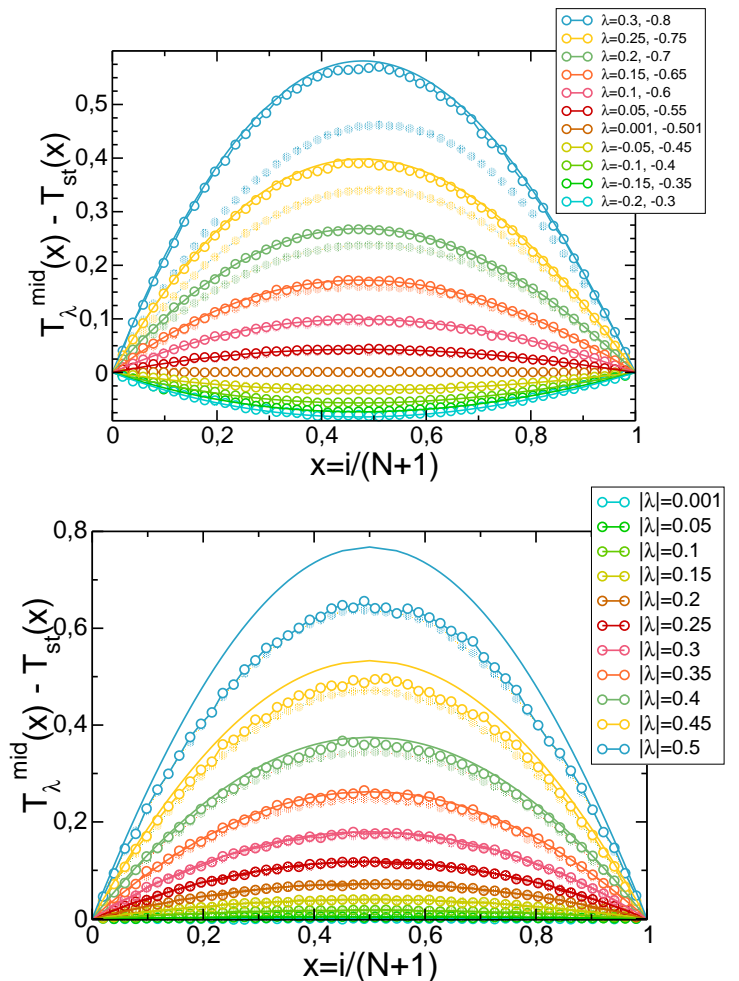 λ=0.3, -0.8
λ=0.25, -0.75
λ=0.2, -0.7
λ=0.15, -0.65
λ=0.1, -0.6
λ=0.05, -0.55
λ=0.001, -0.501
λ=-0.05, -0.45
λ=-0.1, -0.4
λ=-0.15, -0.35
λ=-0.2, -0.3
0,5
0,4
0,3
0,2
0,1
0
T_λ^mid(x) - T_st(x)
0 0,2 0,4 0,6 0,8 1
x=i/(N+1)
|λ|=0.001
|λ|=0.05
|λ|=0.1
|λ|=0.15
|λ|=0.2
|λ|=0.25
|λ|=0.3
|λ|=0.35
|λ|=0.4
|λ|=0.45
|λ|=0.5
0,8
0,6
0,4
0,2
0
T_λ^mid(x) - T_st(x)
0 0,2 0,4 0,6 0,8 1
x=i/(N+1)